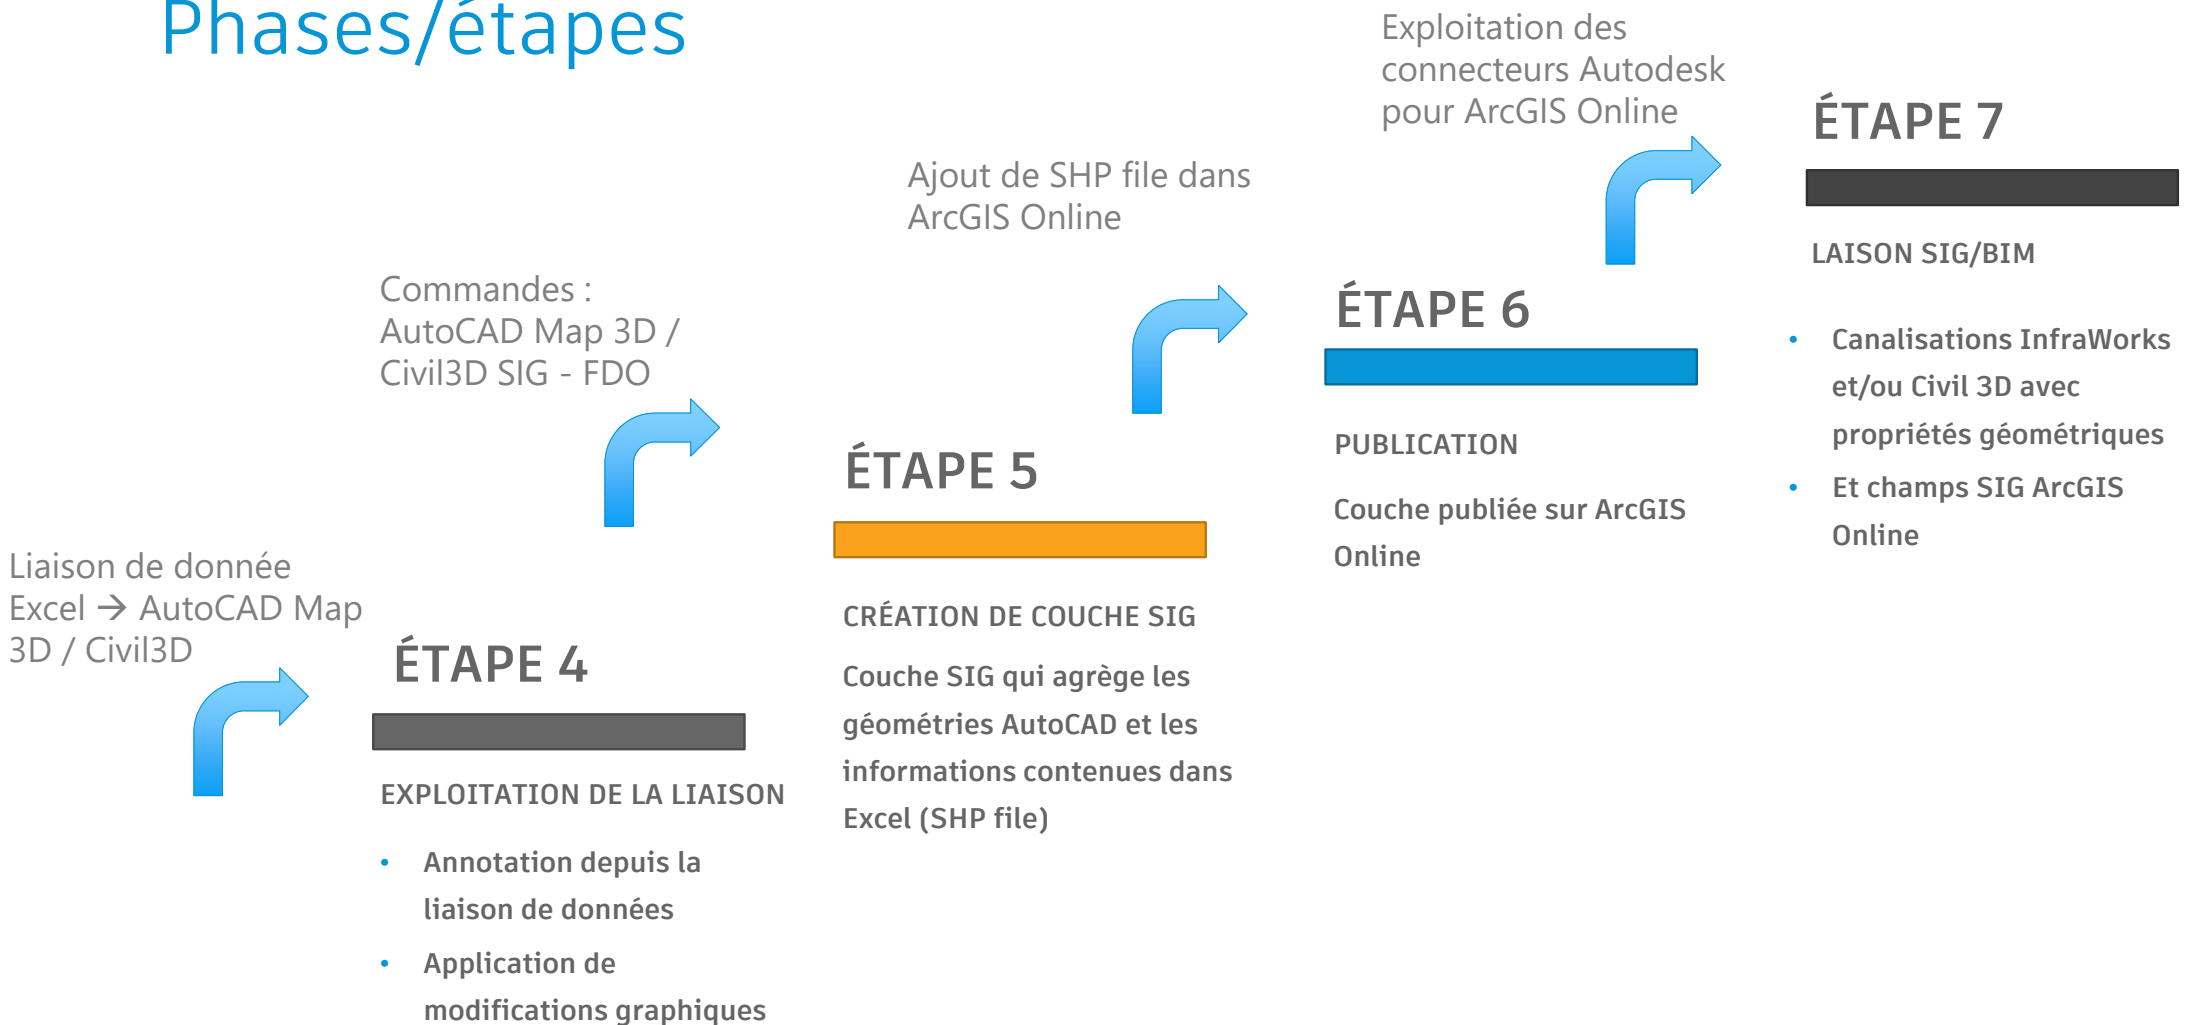 Phases/étapes
Liaison de donnée
Excel → AutoCAD Map
3D / Civil3D
ÉTAPE 4
EXPLOITATION DE LA LIAISON
• Annotation depuis la
liaison de données
• Application de
modifications graphiques
Commandes :
AutoCAD Map 3D /
Civil3D SIG - FDO
ÉTAPE 5
CRÉATION DE COUCHE SIG
Couche SIG qui agrège les
géométries AutoCAD et les
informations contenues dans
Excel (SHP file)
Ajout de SHP file dans
ArcGIS Online
ÉTAPE 6
PUBLICATION
Couche publiée sur ArcGIS
Online
Exploitation des
connecteurs Autodesk
pour ArcGIS Online
ÉTAPE 7
LAISON SIG/BIM
• Canalisations InfraWorks
et/ou Civil 3D avec
propriétés géométriques
• Et champs SIG ArcGIS
Online